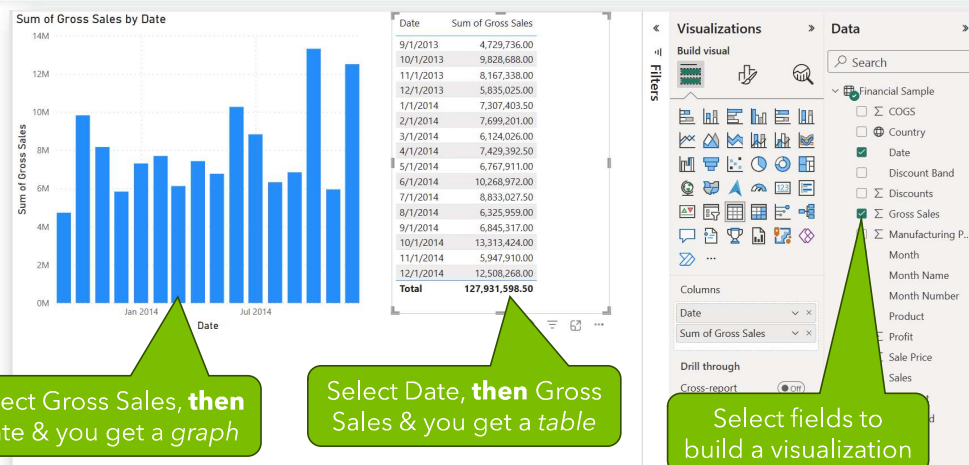 Sum of Gross Sales by Date
14M
12M
10M
8M
6M
4M
2M
0M
Sum of Gross Sales
Jan 2014
Jul 2014
Date
Date Sum of Gross Sales
9/1/2013 4,729,736.00
10/1/2013 9,828,688.00
11/1/2013 8,167,338.00
12/1/2013 5,835,025.00
1/1/2014 7,307,403.50
2/1/2014 7,699,201.00
3/1/2014 6,124,026.00
4/1/2014 7,429,392.50
5/1/2014 6,767,911.00
6/1/2014 10,268,972.00
7/1/2014 8,833,027.50
8/1/2014 6,325,959.00
9/1/2014 6,845,317.00
10/1/2014 13,313,424.00
11/1/2014 5,947,910.00
12/1/2014 12,508,268.00
Total 127,931,598.50
ect Gross Sales, then
te & you get a graph
Select Date, then Gross
Sales & you get a table
Filters
Visualizations
Build visual
123
Columns
Date
Sum of Gross Sales
Drill through
Cross-report Off
Data
Search
Financial Sample
Σ COGS
Country
Date
Discount Band
Σ Discounts
Σ Gross Sales
Σ Manufacturing P...
Month
Month Name
Month Number
Product
Σ Profit
Σ Sale Price
Sales
Select fields to
build a visualization